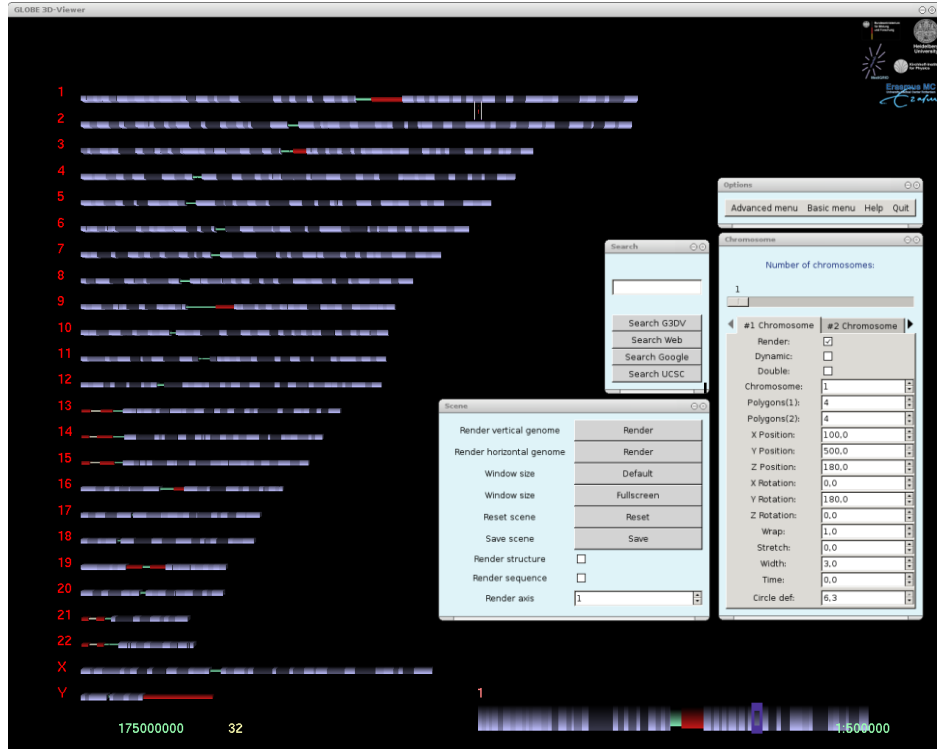 GLOBE 3D-Viewer
Heidelberg
University
Kirchhoff-Institut
for Physics
Erasmus MC
1
2
3
4
5
6
7
8
9
10
11
12
13
14
15
16
17
18
19
20
21
22
X
Y
175000000 32
1
1:500000
Options
Advanced menu Basic menu Help Quit
Search
Search G3DV
Search Web
Search Google
Search UCSC
Chromosome
Number of chromosomes:
1
#1 Chromosome #2 Chromosome
Render:
Dynamic:
Double:
Chromosome: 1
Polygons(1): 4
Polygons(2): 4
X Position: 100,0
Y Position: 500,0
Z Position: 180,0
X Rotation: 0,0
Y Rotation: 180,0
Z Rotation: 0,0
Wrap: 1,0
Stretch: 0,0
Width: 3,0
Time: 0,0
Circle def: 6,3
Scene
Render vertical genome Render
Render horizontal genome Render
Window size Default
Window size Fullscreen
Reset scene Reset
Save scene Save
Render structure
Render sequence
Render axis 1